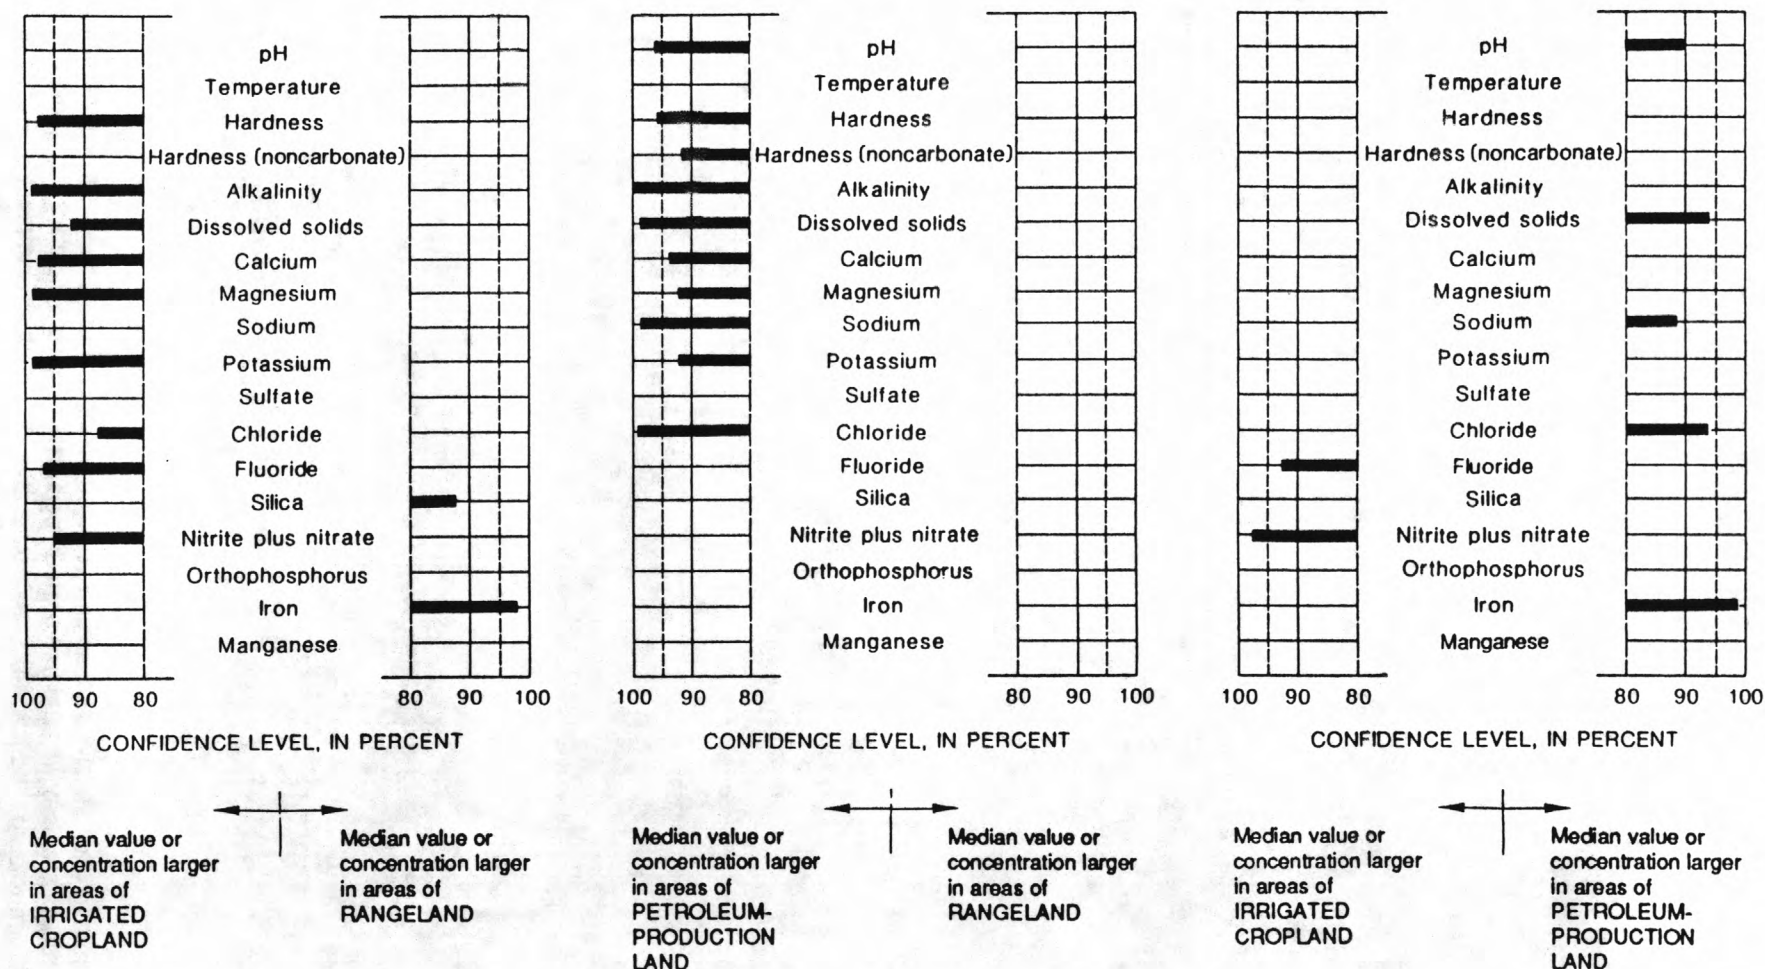 pH
Temperature
Hardness
Hardness (noncarbonate)
Alkalinity
Dissolved solids
Calcium
Magnesium
Sodium
Potassium
Sulfate
Chloride
Fluoride
Silica
Nitrite plus nitrate
Orthophosphorus
Iron
Manganese
100 90 80 80 90 100
CONFIDENCE LEVEL, IN PERCENT
Median value or
concentration larger
in areas of
IRRIGATED
CROPLAND
Median value or
concentration larger
in areas of
RANGELAND
pH
Temperature
Hardness
Hardness (noncarbonate)
Alkalinity
Dissolved solids
Calcium
Magnesium
Sodium
Potassium
Sulfate
Chloride
Fluoride
Silica
Nitrite plus nitrate
Orthophosphorus
Iron
Manganese
100 90 80 80 90 100
CONFIDENCE LEVEL, IN PERCENT
Median value or
concentration larger
in areas of
PETROLEUM-
PRODUCTION
LAND
Median value or
concentration larger
in areas of
RANGELAND
pH
Temperature
Hardness
Hardness (noncarbonate)
Alkalinity
Dissolved solids
Calcium
Magnesium
Sodium
Potassium
Sulfate
Chloride
Fluoride
Silica
Nitrite plus nitrate
Orthophosphorus
Iron
Manganese
100 90 80 80 90 100
CONFIDENCE LEVEL, IN PERCENT
Median value or
concentration larger
in areas of
IRRIGATED
CROPLAND
Median value or
concentration larger
in areas of
PETROLEUM-
PRODUCTION
LAND